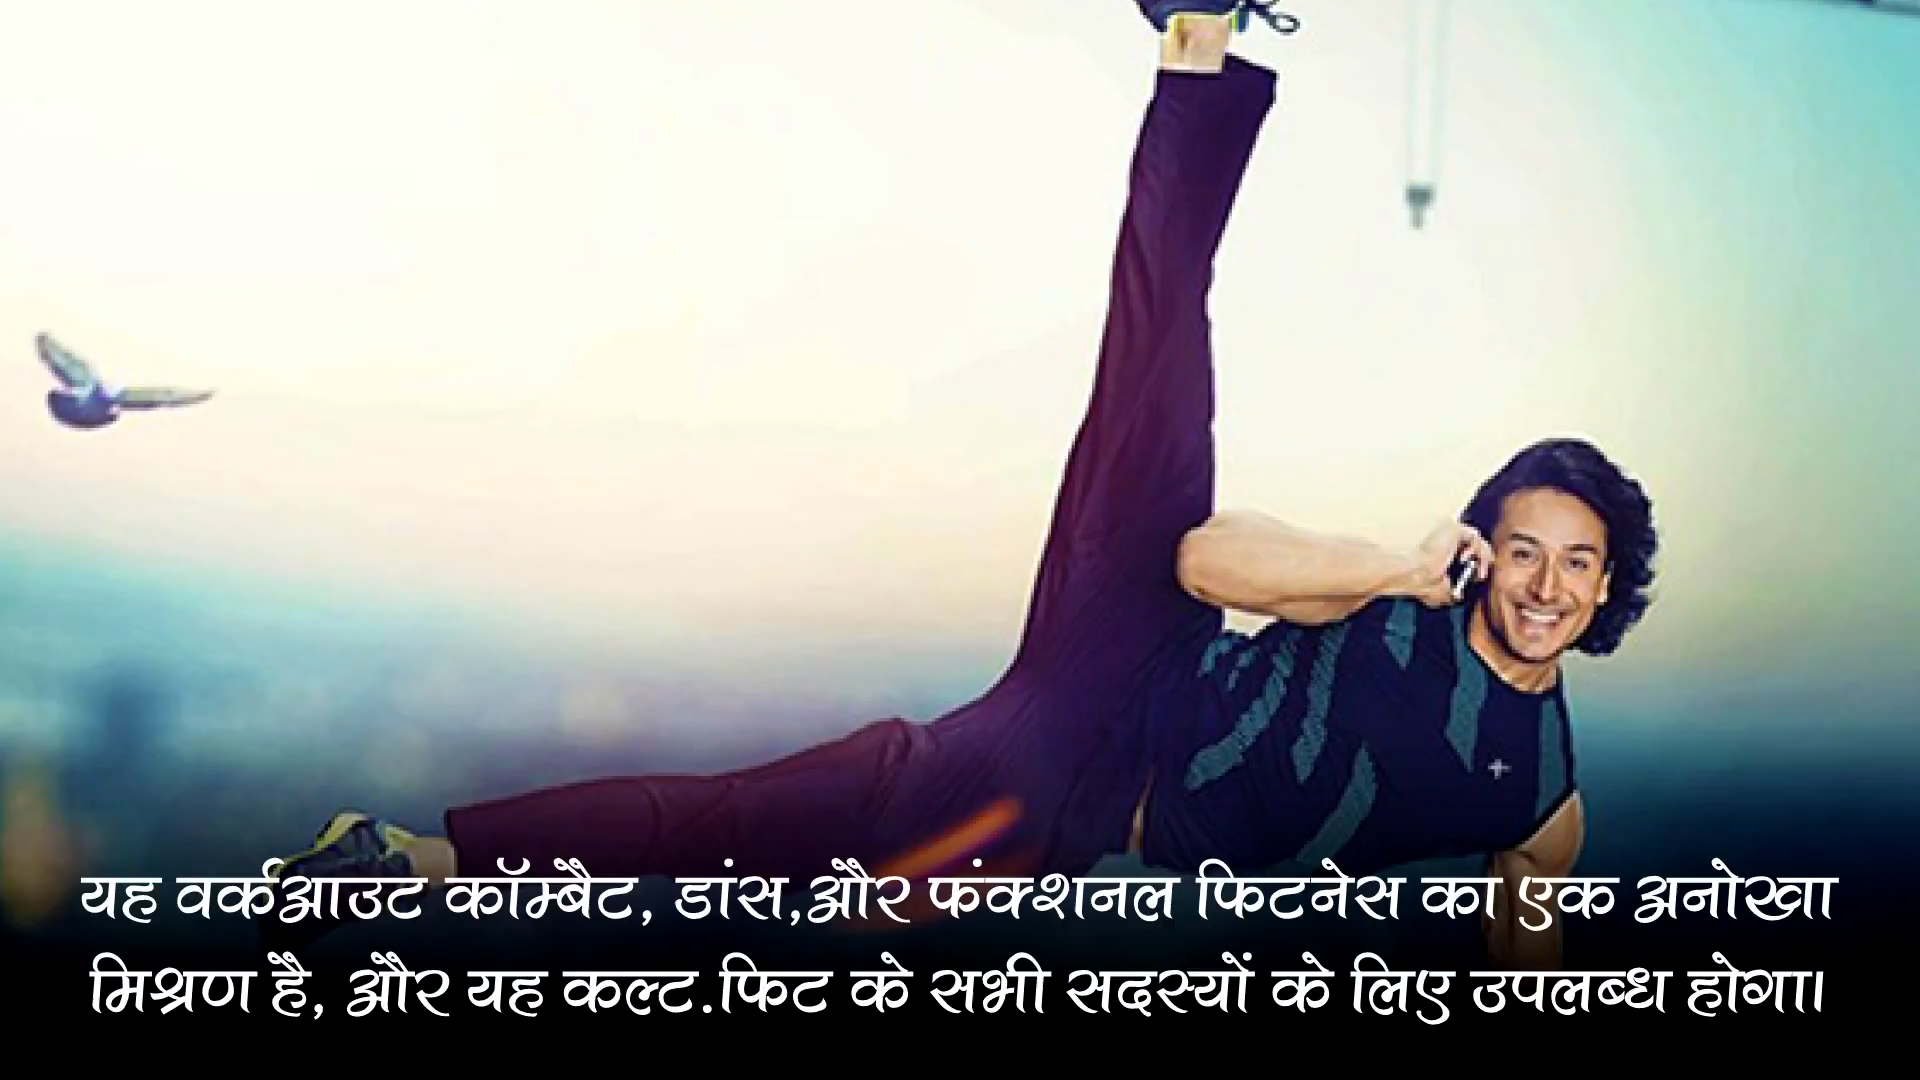 यह वर्कआउट कॉम्बैट, डांस,और फंक्शनल फिटनेस का एक अनोखा
मिश्रण है, और यह कल्ट.फिट के सभी सदस्यों के लिए उपलब्ध होगा।